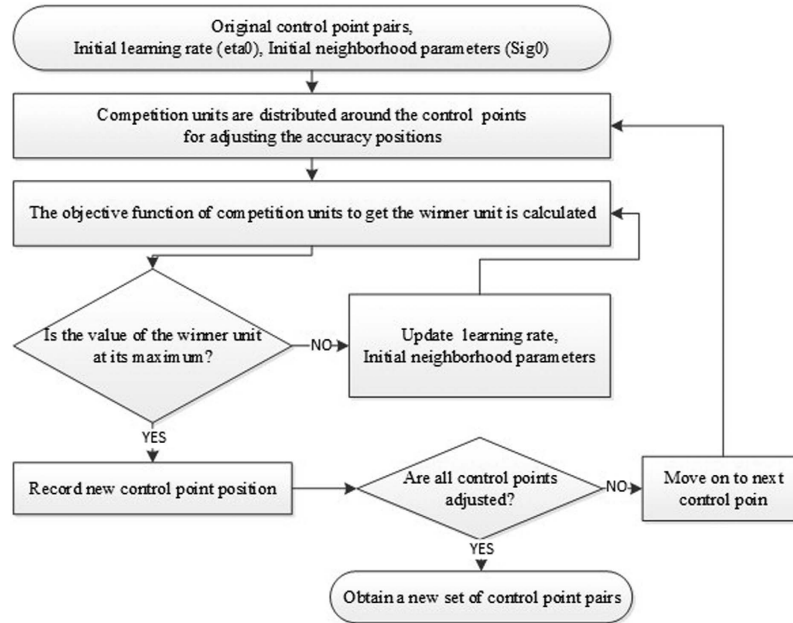 Original control point pairs,
Initial learning rate (eta0), Initial neighborhood parameters (Sig0)
Competition units are distributed around the control points
for adjusting the accuracy positions
The objective function of competition units to get the winner unit is calculated
Is the value of the winner unit
at its maximum?
NO
Update learning rate,
Initial neighborhood parameters
YES
Record new control point position
Are all control points
adjusted?
NO
Move on to next
control poin
YES
Obtain a new set of control point pairs